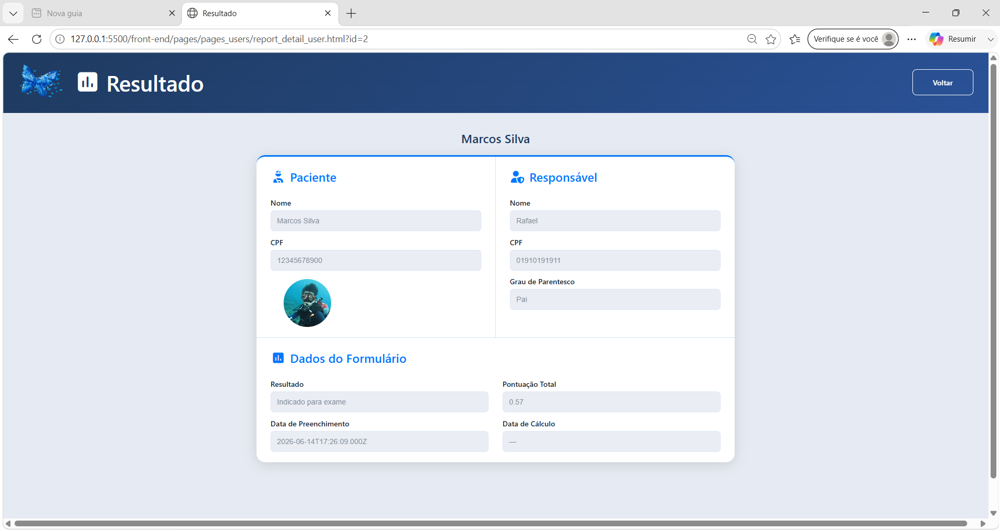 Nova guia
Resultado
127.0.0.1:5500/front-end/pages/pages_users/report_detail_user.html?id=2
Verifique se é você
Resumir
Resultado
Voltar
Marcos Silva
Paciente
Nome
Marcos Silva
CPF
12345678900
Responsável
Nome
Rafael
CPF
01910191911
Grau de Parentesco
Pai
Dados do Formulário
Resultado
Indicado para exame
Pontuação Total
0.57
Data de Preenchimento
2026-06-14T17:26:09.000Z
Data de Cálculo
—